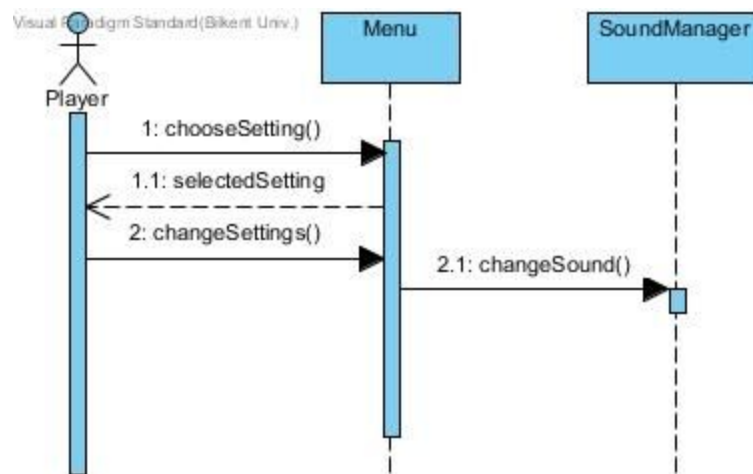 Visual Paradigm Standard(Bilkent Univ.)
Menu
SoundManager
Player
1: chooseSetting()
1.1: selectedSetting
2: changeSettings()
2.1: changeSound()